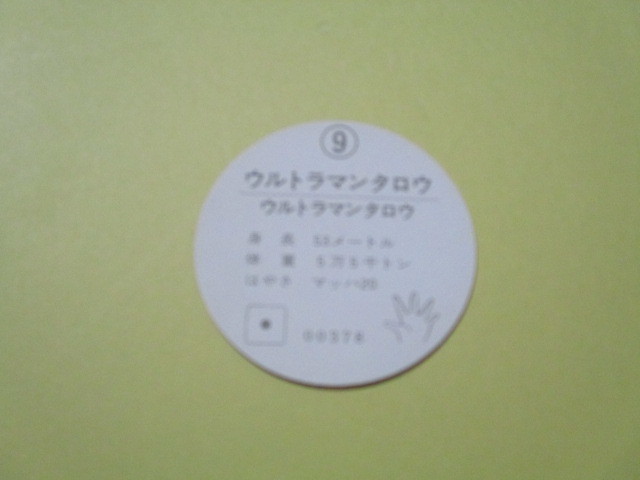 9
ウルトラマンタロウ
ウルトラマンタロウ
身長 53メートル
体重 5万5千トン
はやさ マッハ20
00378